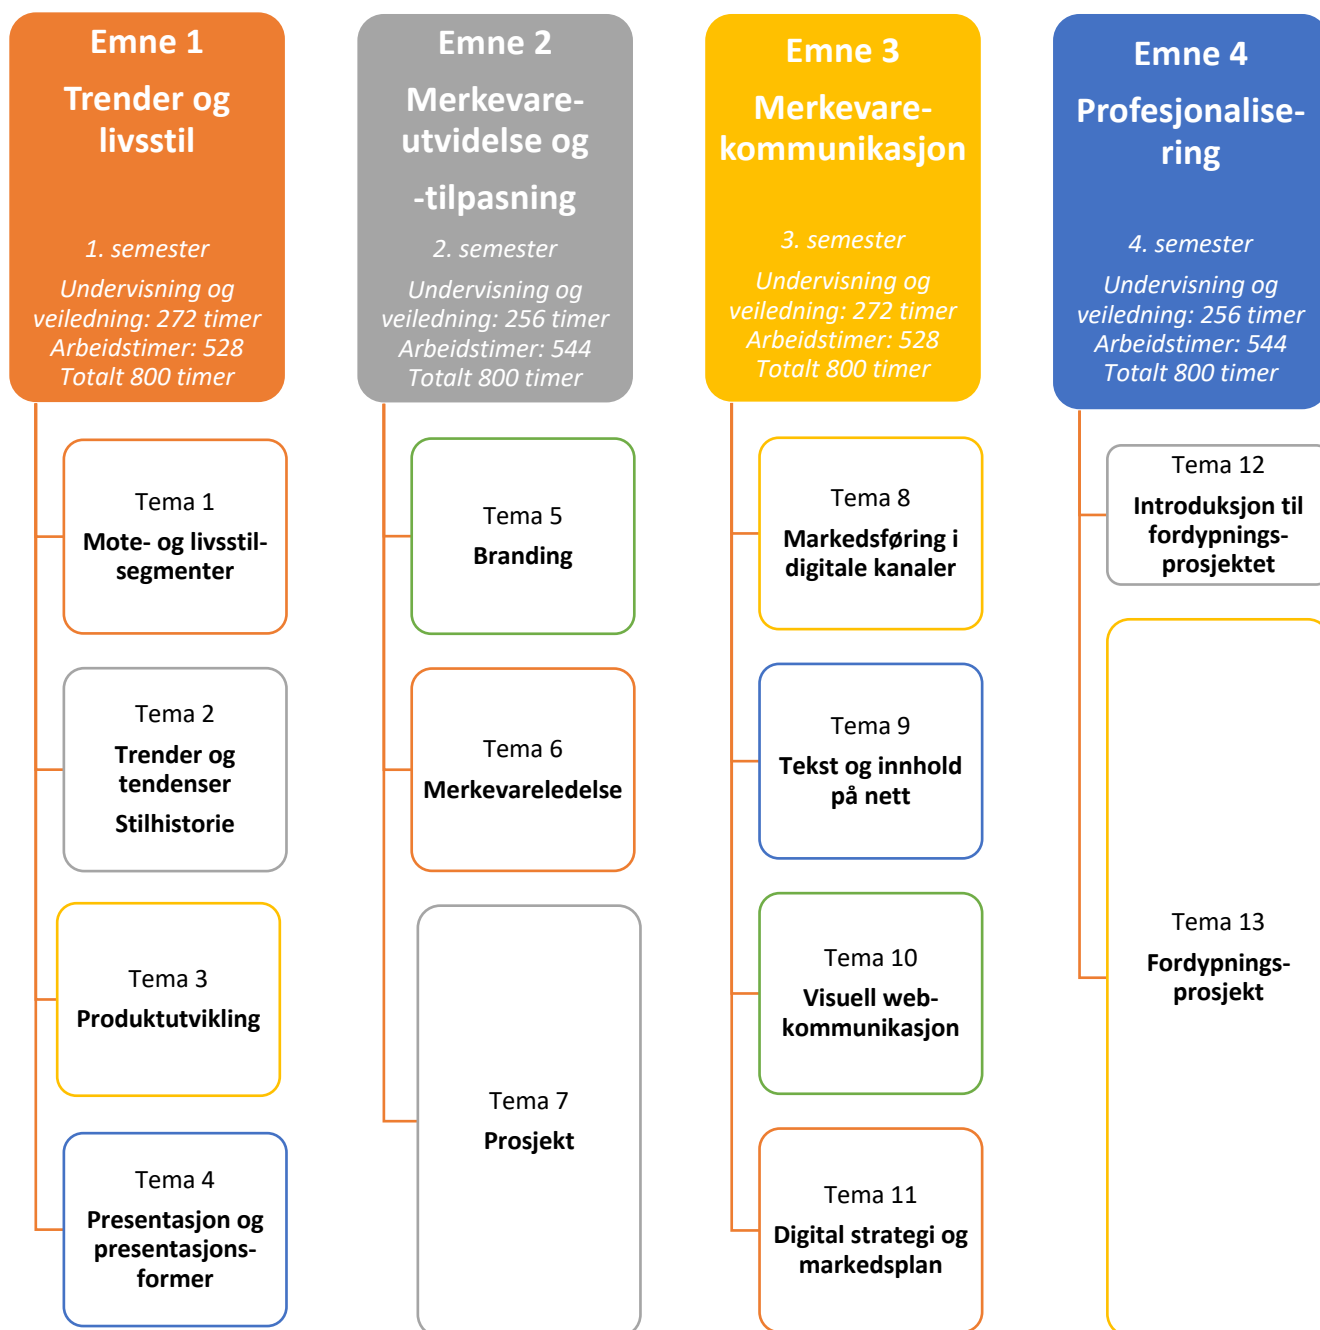 Emne 1
Trender og
livsstil
1. semester
Undervisning og
veiledning: 272 timer
Arbeidstimer: 528
Totalt 800 timer
Tema 1
Mote- og livsstil-
segmenter
Tema 2
Trender og
tendenser
Stilhistorie
Tema 3
Produktutvikling
Tema 4
Presentasjon og
presentasjons-
former
Emne 2
Merkevare-
utvidelse og
-tilpasning
2. semester
Undervisning og
veiledning: 256 timer
Arbeidstimer: 544
Totalt 800 timer
Tema 5
Branding
Tema 6
Merkevareledelse
Tema 7
Prosjekt
Emne 3
Merkevare-
kommunikasjon
3. semester
Undervisning og
veiledning: 272 timer
Arbeidstimer: 528
Totalt 800 timer
Tema 8
Markedsføring i
digitale kanaler
Tema 9
Tekst og innhold
på nett
Tema 10
Visuell web-
kommunikasjon
Tema 11
Digital strategi og
markedsplan
Emne 4
Profesjonalise-
ring
4. semester
Undervisning og
veiledning: 256 timer
Arbeidstimer: 544
Totalt 800 timer
Tema 12
Introduksjon til
fordypnings-
prosjektet
Tema 13
Fordypnings-
prosjekt